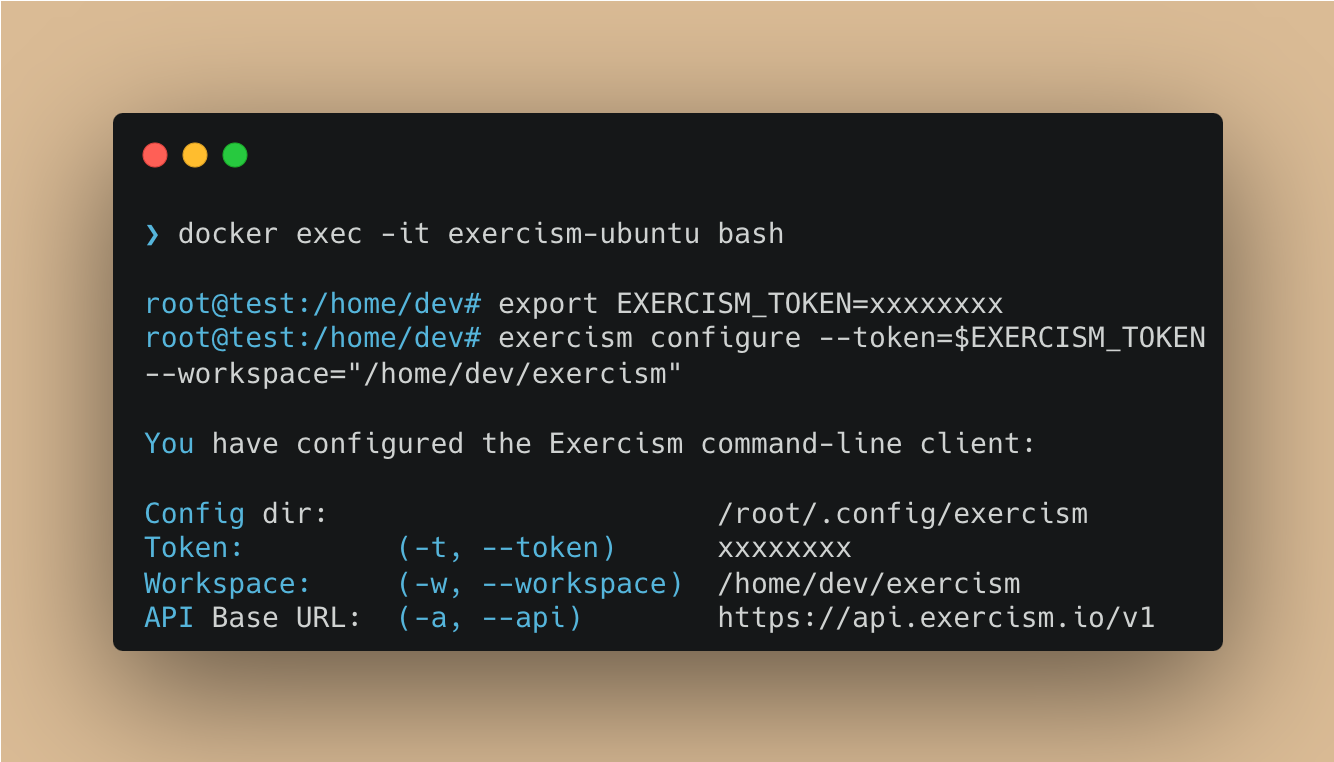 ❯ docker exec -it exercism-ubuntu bash
root@test:/home/dev# export EXERCISM_TOKEN=xxxxxxxx
root@test:/home/dev# exercism configure --token=$EXERCISM_TOKEN
--workspace="/home/dev/exercism"
You have configured the Exercism command-line client:
Config dir: /root/.config/exercism
Token: (-t, --token) xxxxxxxx
Workspace: (-w, --workspace) /home/dev/exercism
API Base URL: (-a, --api) https://api.exercism.io/v1